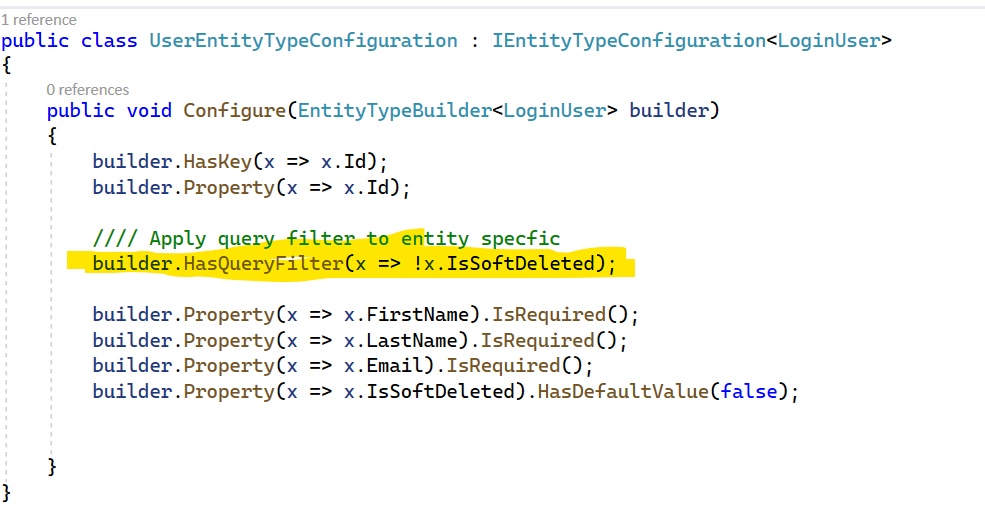 1 reference
public class UserEntityTypeConfiguration : IEntityTypeConfiguration<LoginUser>
{
0 references
public void Configure(EntityTypeBuilder<LoginUser> builder)
{
builder.HasKey(x => x.Id);
builder.Property(x => x.Id);
//// Apply query filter to entity specfic
builder.HasQueryFilter(x => !x.IsSoftDeleted);
builder.Property(x => x.FirstName).IsRequired();
builder.Property(x => x.LastName).IsRequired();
builder.Property(x => x.Email).IsRequired();
builder.Property(x => x.IsSoftDeleted).HasDefaultValue(false);
}
}